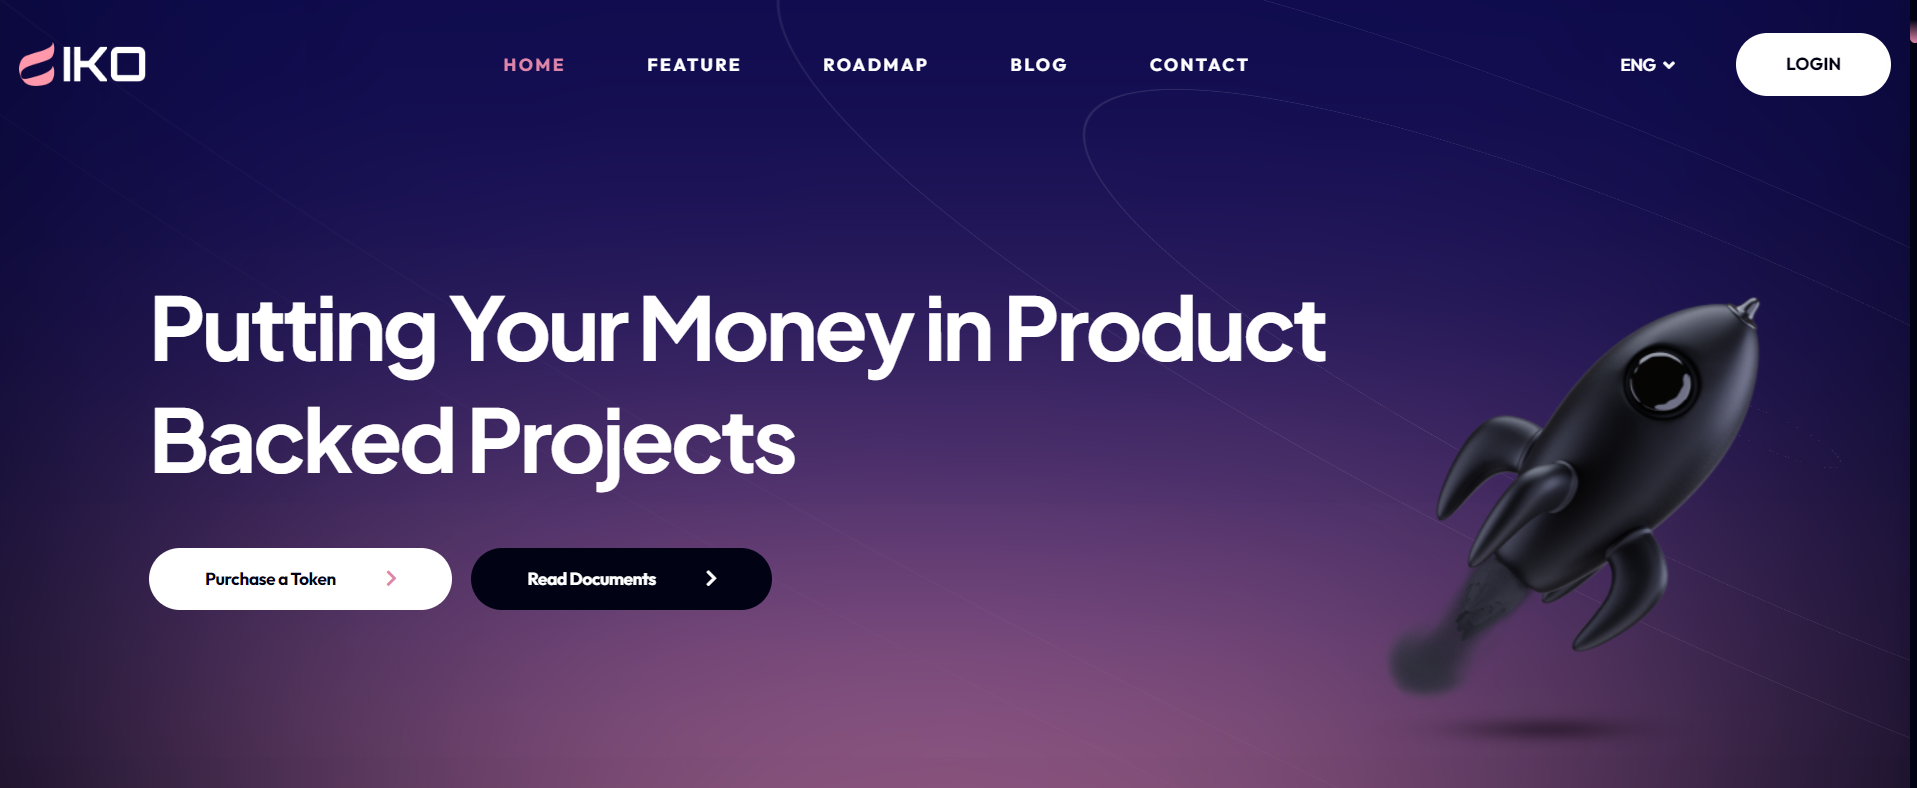 IKO
HOME
FEATURE
ROADMAP
BLOG
CONTACT
ENG
LOGIN
Putting Your Money in Product
Backed Projects
Purchase a Token
Read Documents